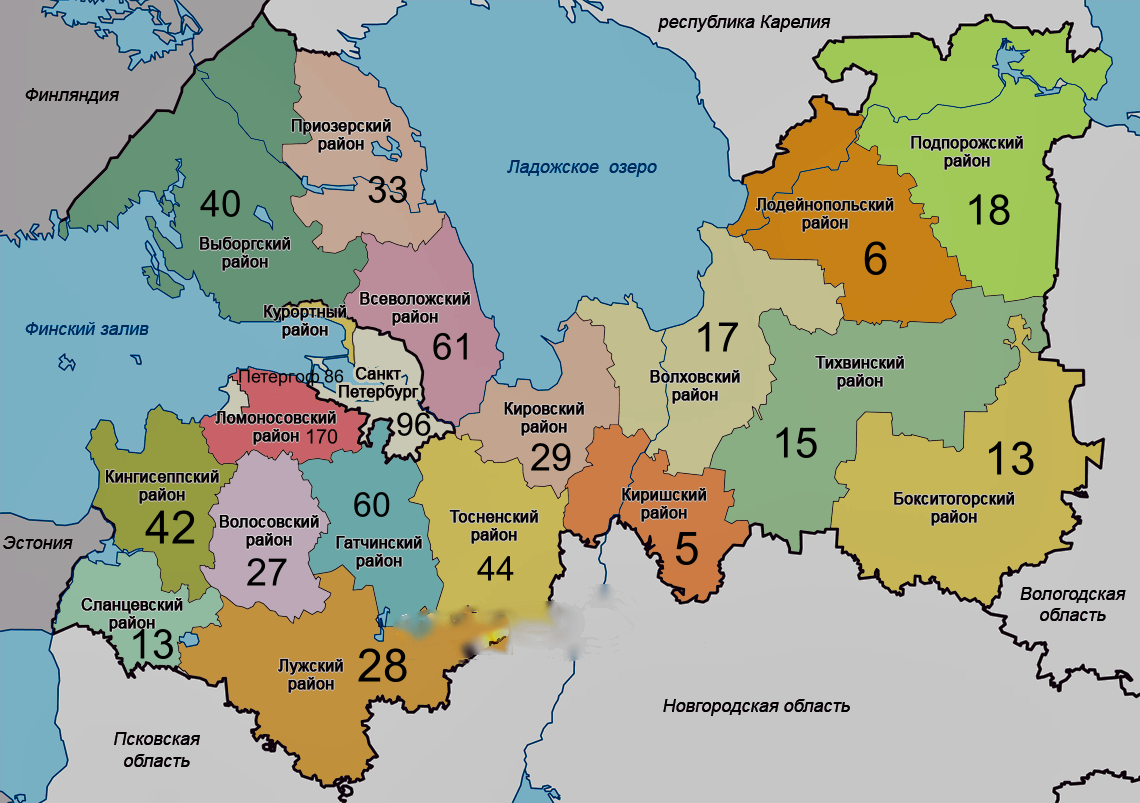 республика Карелия
Финляндия
Приозерский
район
33
Ладожское озеро
Подпорожский
район
18
40
Выборгский
район
Лодейнопольский
район
6
Всеволожский
район
61
Курортный
район
Финский залив
17
Волховский
район
Тихвинский
район
15
Петергоф 86
Санкт
Петербург
96
Ломоносовский
район 170
Кировский
район
29
13
Бокситогорский
район
Кингисеппский
район
42
Волосовский
район
27
60
Гатчинский
район
Тосненский
район
44
Киришский
район
5
Эстония
Сланцевский
район
13
Лужский
район
28
Вологодская
область
Новгородская область
Псковская
область